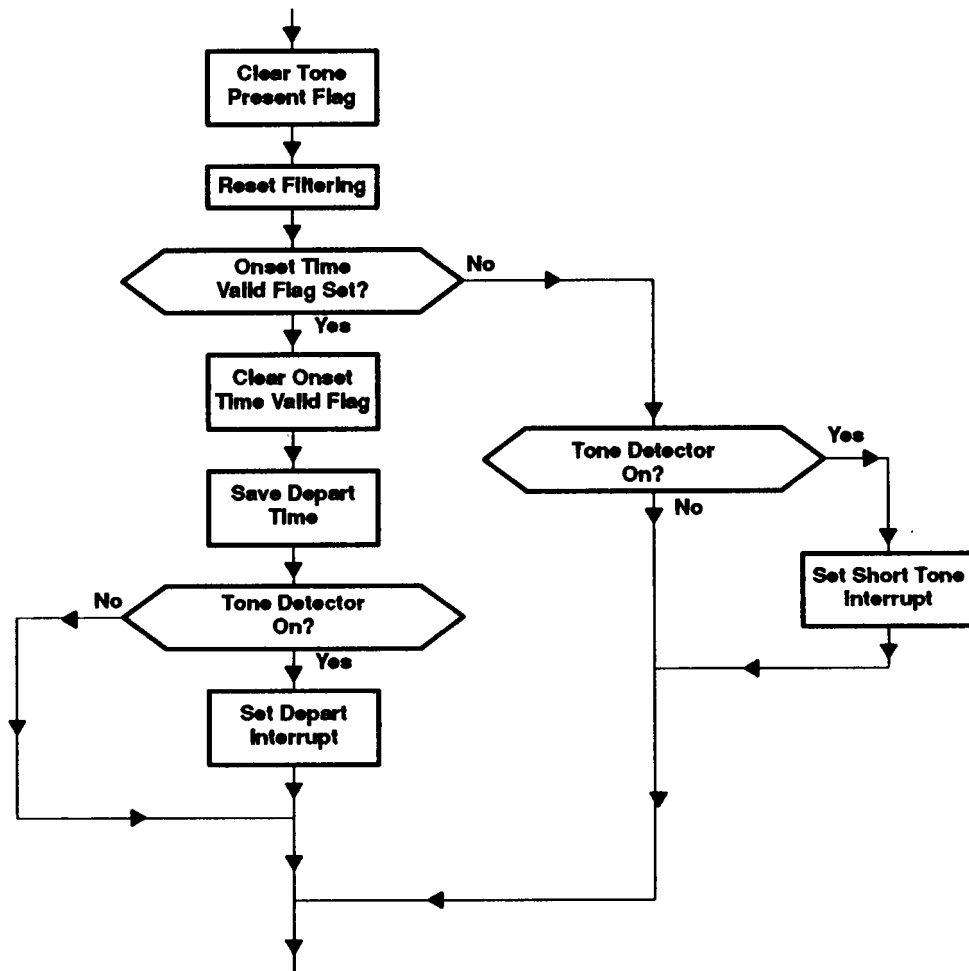 Clear Tone
Present Flag
Reset Filtering
Onset Time
Valid Flag Set?
No
Yes
Clear Onset
Time Valid Flag
Tone Detector
On?
Yes
No
Save Depart
Time
Set Short Tone
Interrupt
No
Tone Detector
On?
Yes
Set Depart
Interrupt